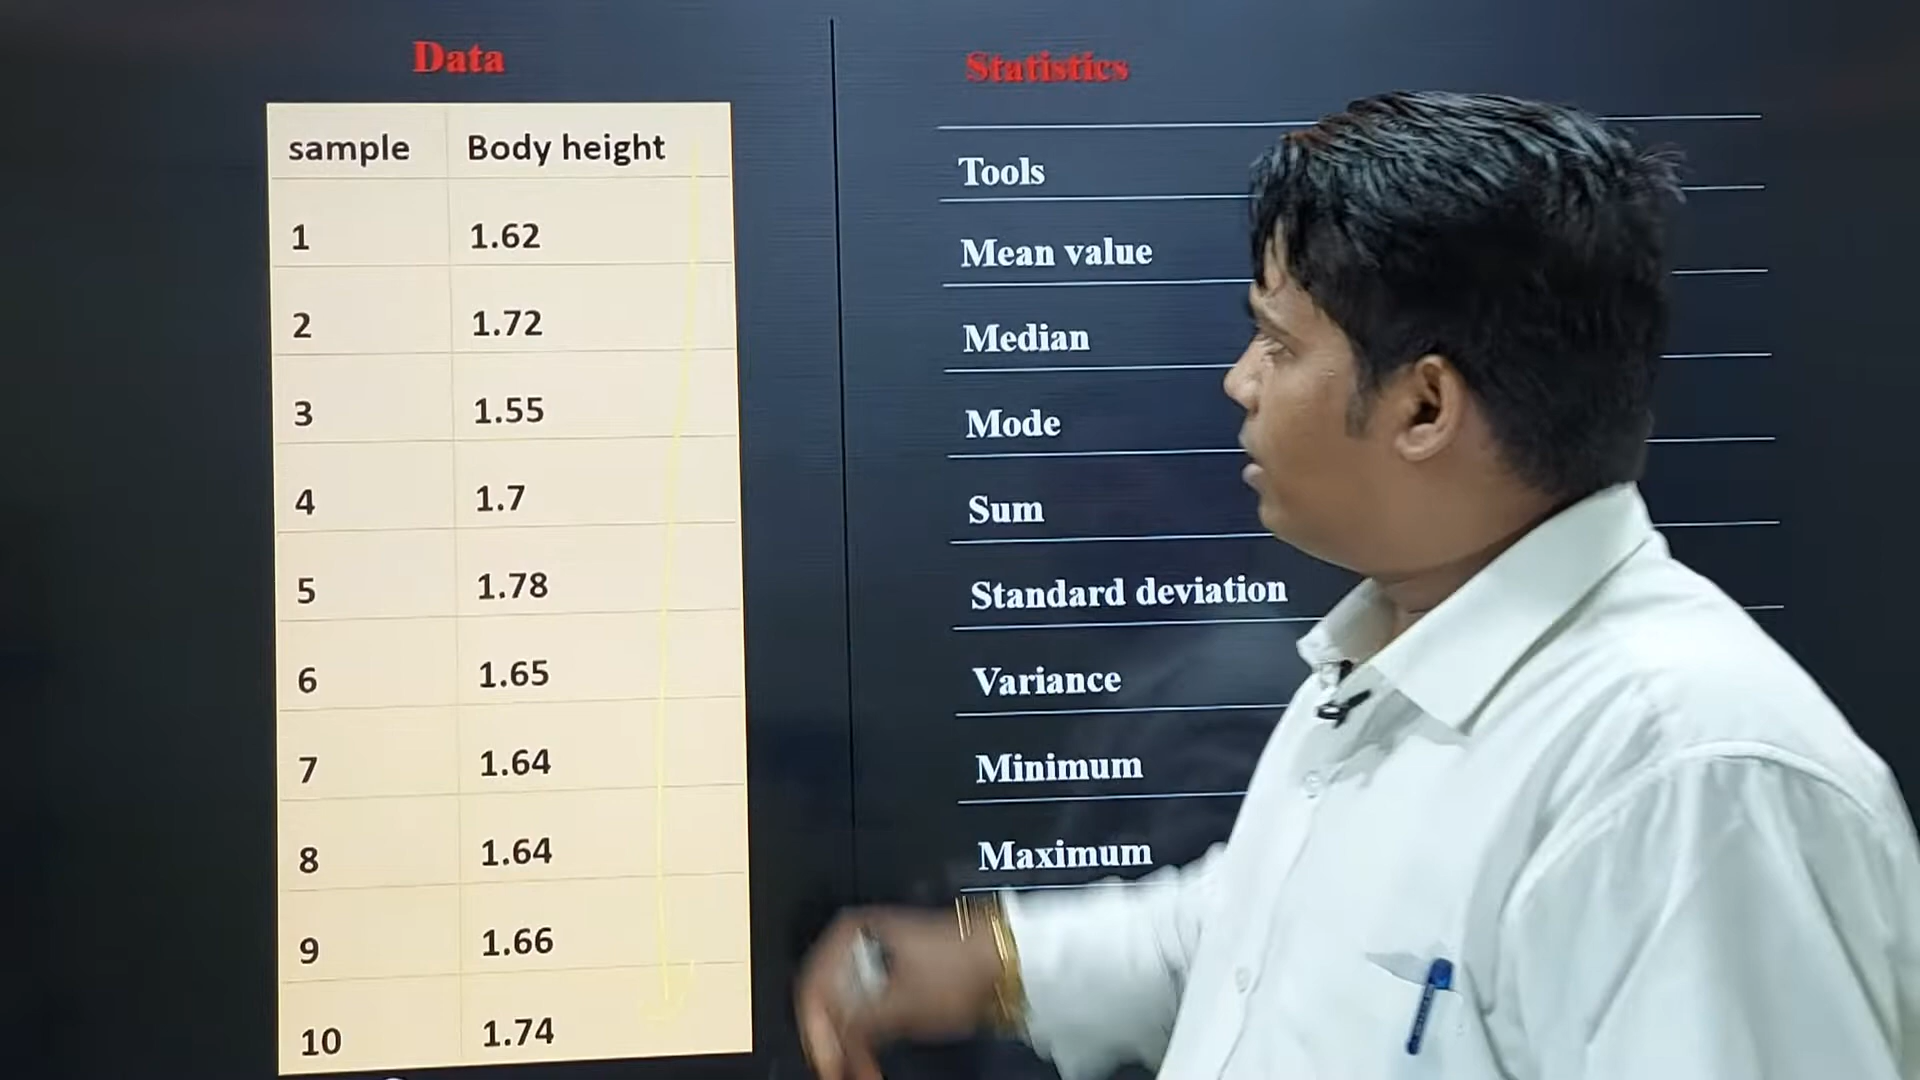 Data
sample Body height
1 1.62
2 1.72
3 1.55
4 1.7
5 1.78
6 1.65
7 1.64
8 1.64
9 1.66
10 1.74
Statistics
Tools
Mean value
Median
Mode
Sum
Standard deviation
Variance
Minimum
Maximum